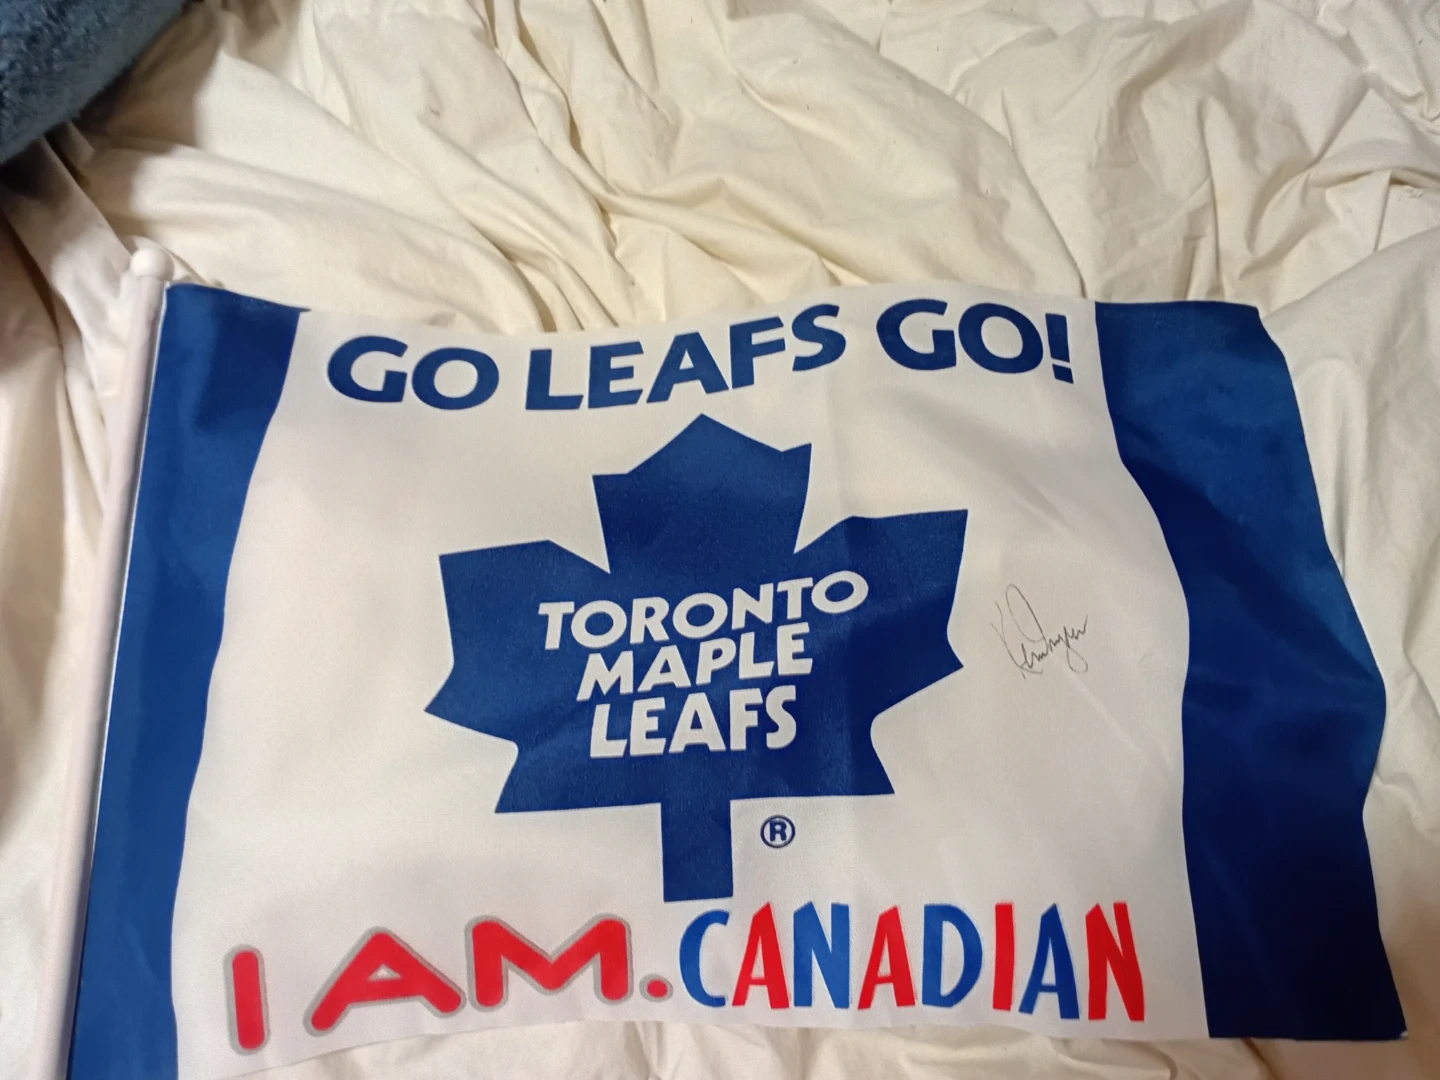 GO LEAFS GO!
TORONTO
MAPLE
LEAFS
®
I AM. CANADIAN